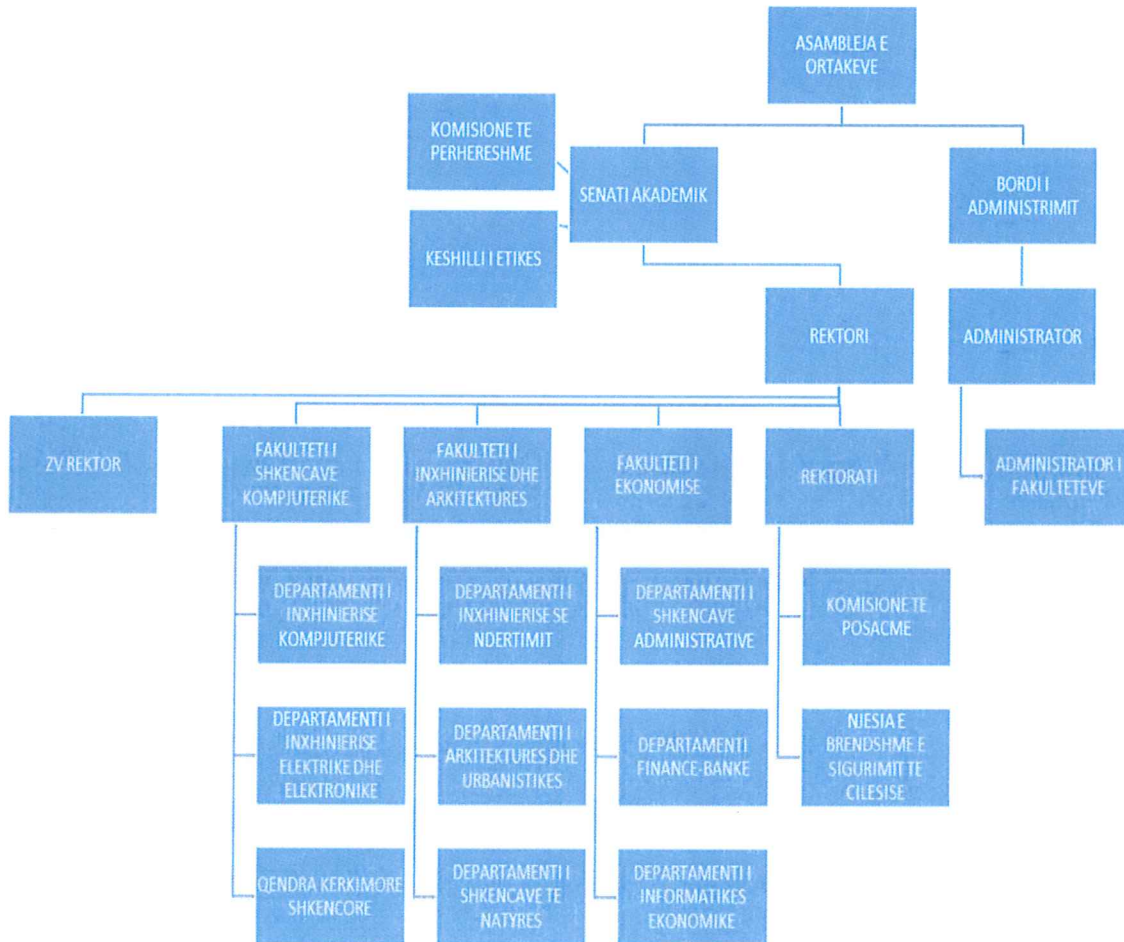 ASAMBLEJA E
ORTAKEVE
KOMISIONE TE
PERHERESHME
SENATI AKADEMIK
BORDI I
ADMINISTRIMIT
KESHILLI I ETIKES
REKTORI
ADMINISTRATOR
ZV.REKTOR
FAKULTETI I
SHKENCAVE
KOMPJUTERIKE
FAKULTETI I
INXHINIERISE DHE
ARKITEKTURES
FAKULTETI I
EKONOMISE
REKTORATI
ADMINISTRATOR I
FAKULTETEVE
DEPARTAMENTI I
INXHINIERISE
KOMPJUTERIKE
DEPARTAMENTI I
INXHINIERISE SE
NDERTIMIT
DEPARTAMENTI I
SHKENCAVE
ADMINISTRATIVE
KOMISIONE TE
POSACME
DEPARTAMENTI I
INXHINIERISE
ELEKTRIKE DHE
ELEKTRONIKE
DEPARTAMENTI I
ARKITEKTURES DHE
URBANISTIKES
DEPARTAMENTI
FINANCE-BANKE
NJESIA E
BRENDSHME E
SIGURIMIT TE
CILESISE
QENDRA KERKIMORE
SHKENCORE
DEPARTAMENTI I
SHKENCAVE TE
NATYRES
DEPARTAMENTI I
INFORMATIKES
EKONOMIKE